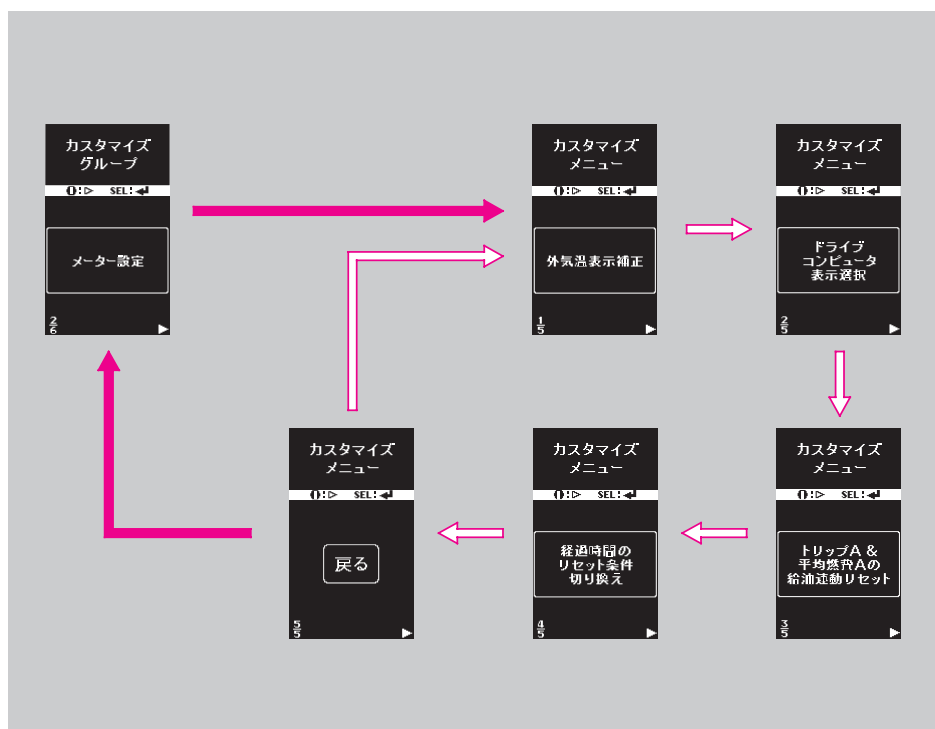 カスタマイズ
グループ
SEL:
メーター設定
2/6
カスタマイズ
メニュー
SEL:
外気温表示補正
1/5
カスタマイズ
メニュー
SEL:
ドライブ
コンピュータ
表示選択
2/5
カスタマイズ
メニュー
SEL:
戻る
5/5
カスタマイズ
メニュー
SEL:
経過時間の
リセット条件
切り換え
4/5
カスタマイズ
メニュー
SEL:
トリップA &
平均燃費Aの
給油連動リセット
3/5